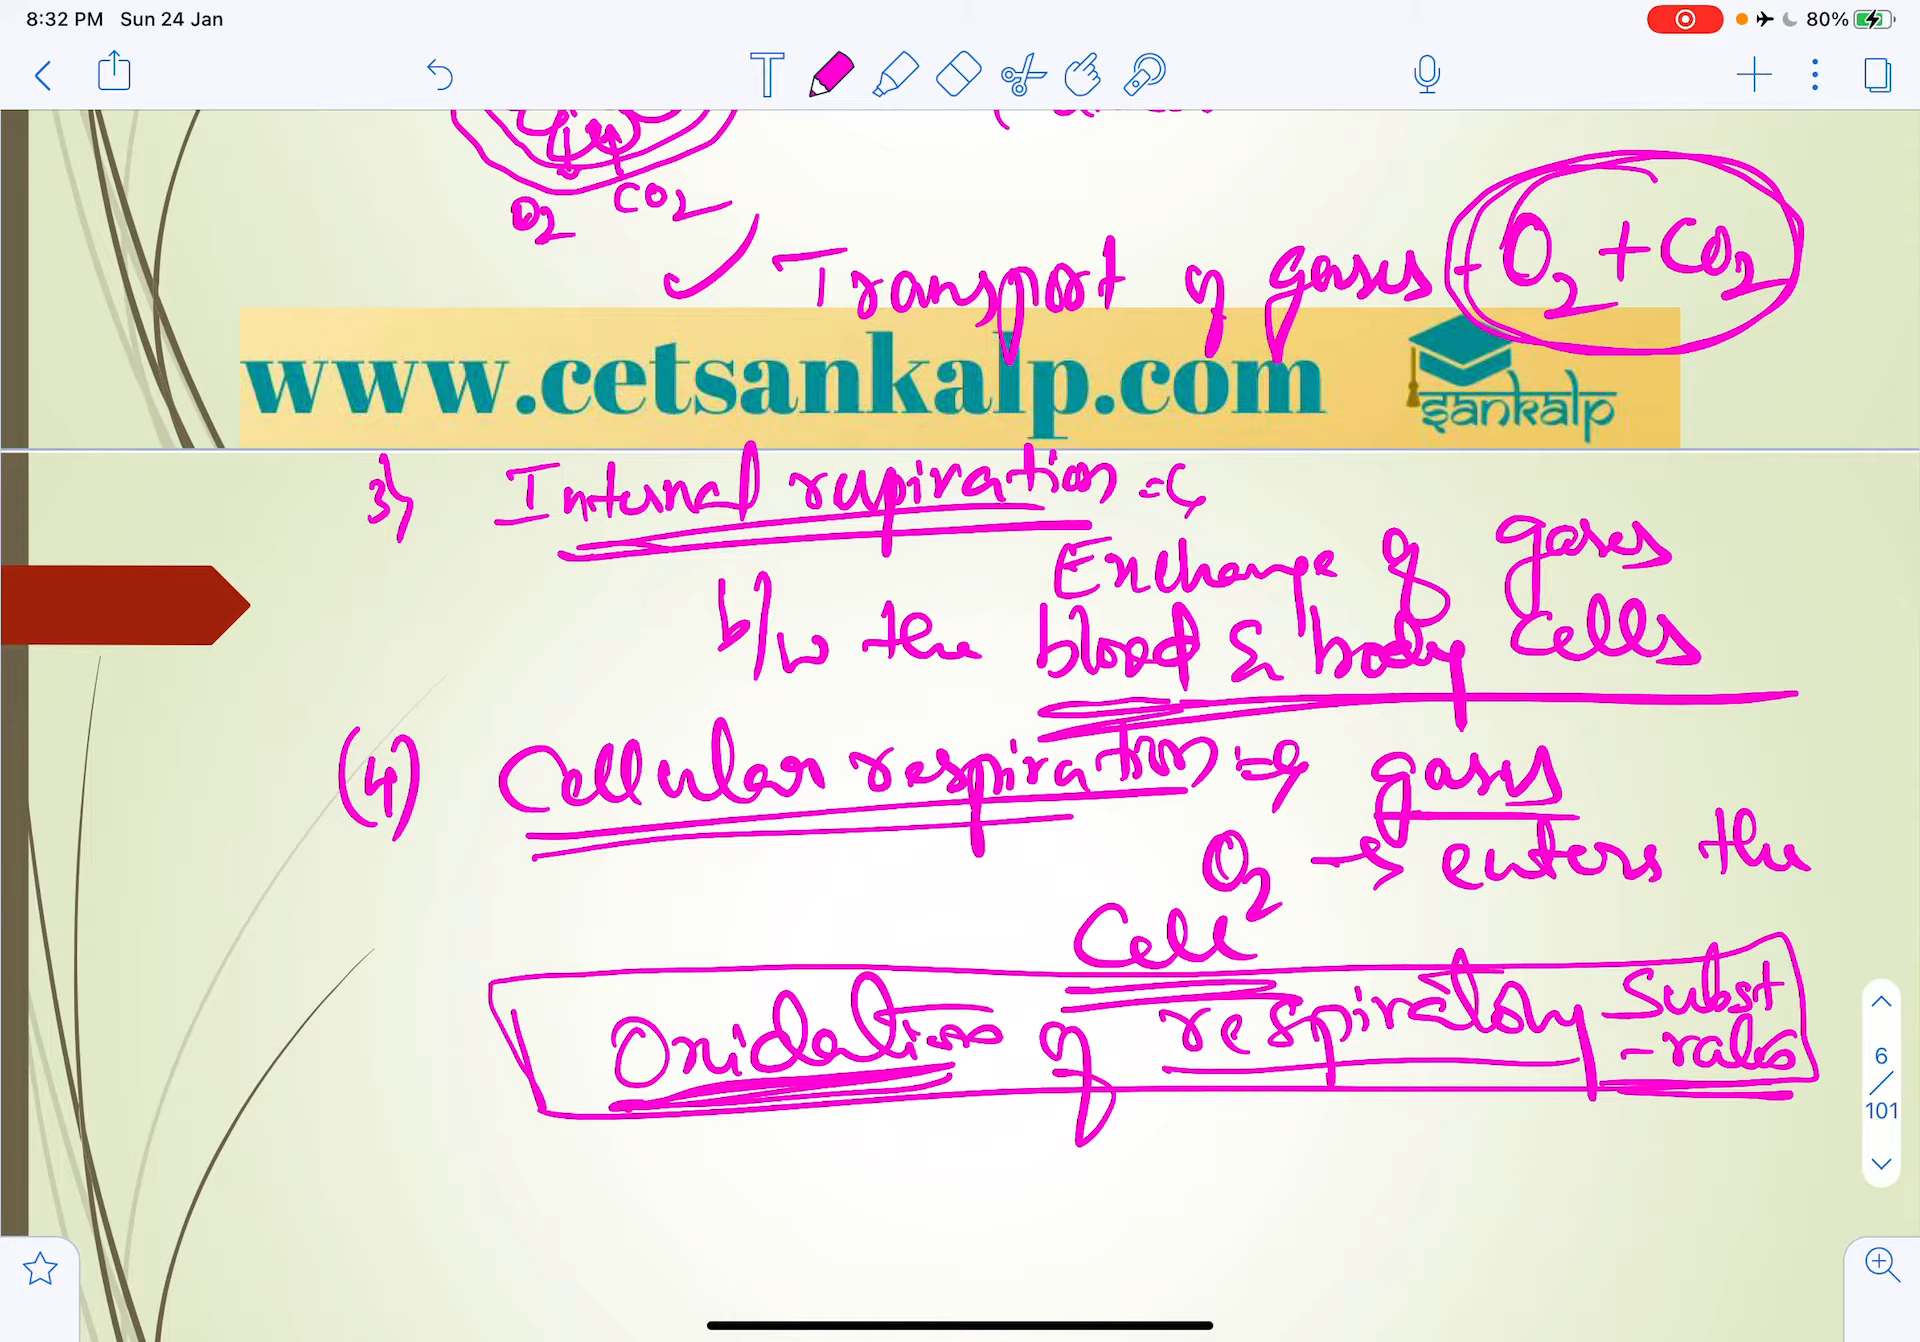 8:32 PM Sun 24 Jan
80%
O2 CO2
Transport of gases - O2 + CO2
www.cetsankalp.com
sankalp
3) Internal respiration =
Exchange of gases
b/w the blood & body cells
(4) Cellular respiration = gases
O2 → enters the
Cell
Oxidation of respiratory Subst
-rates
6
101